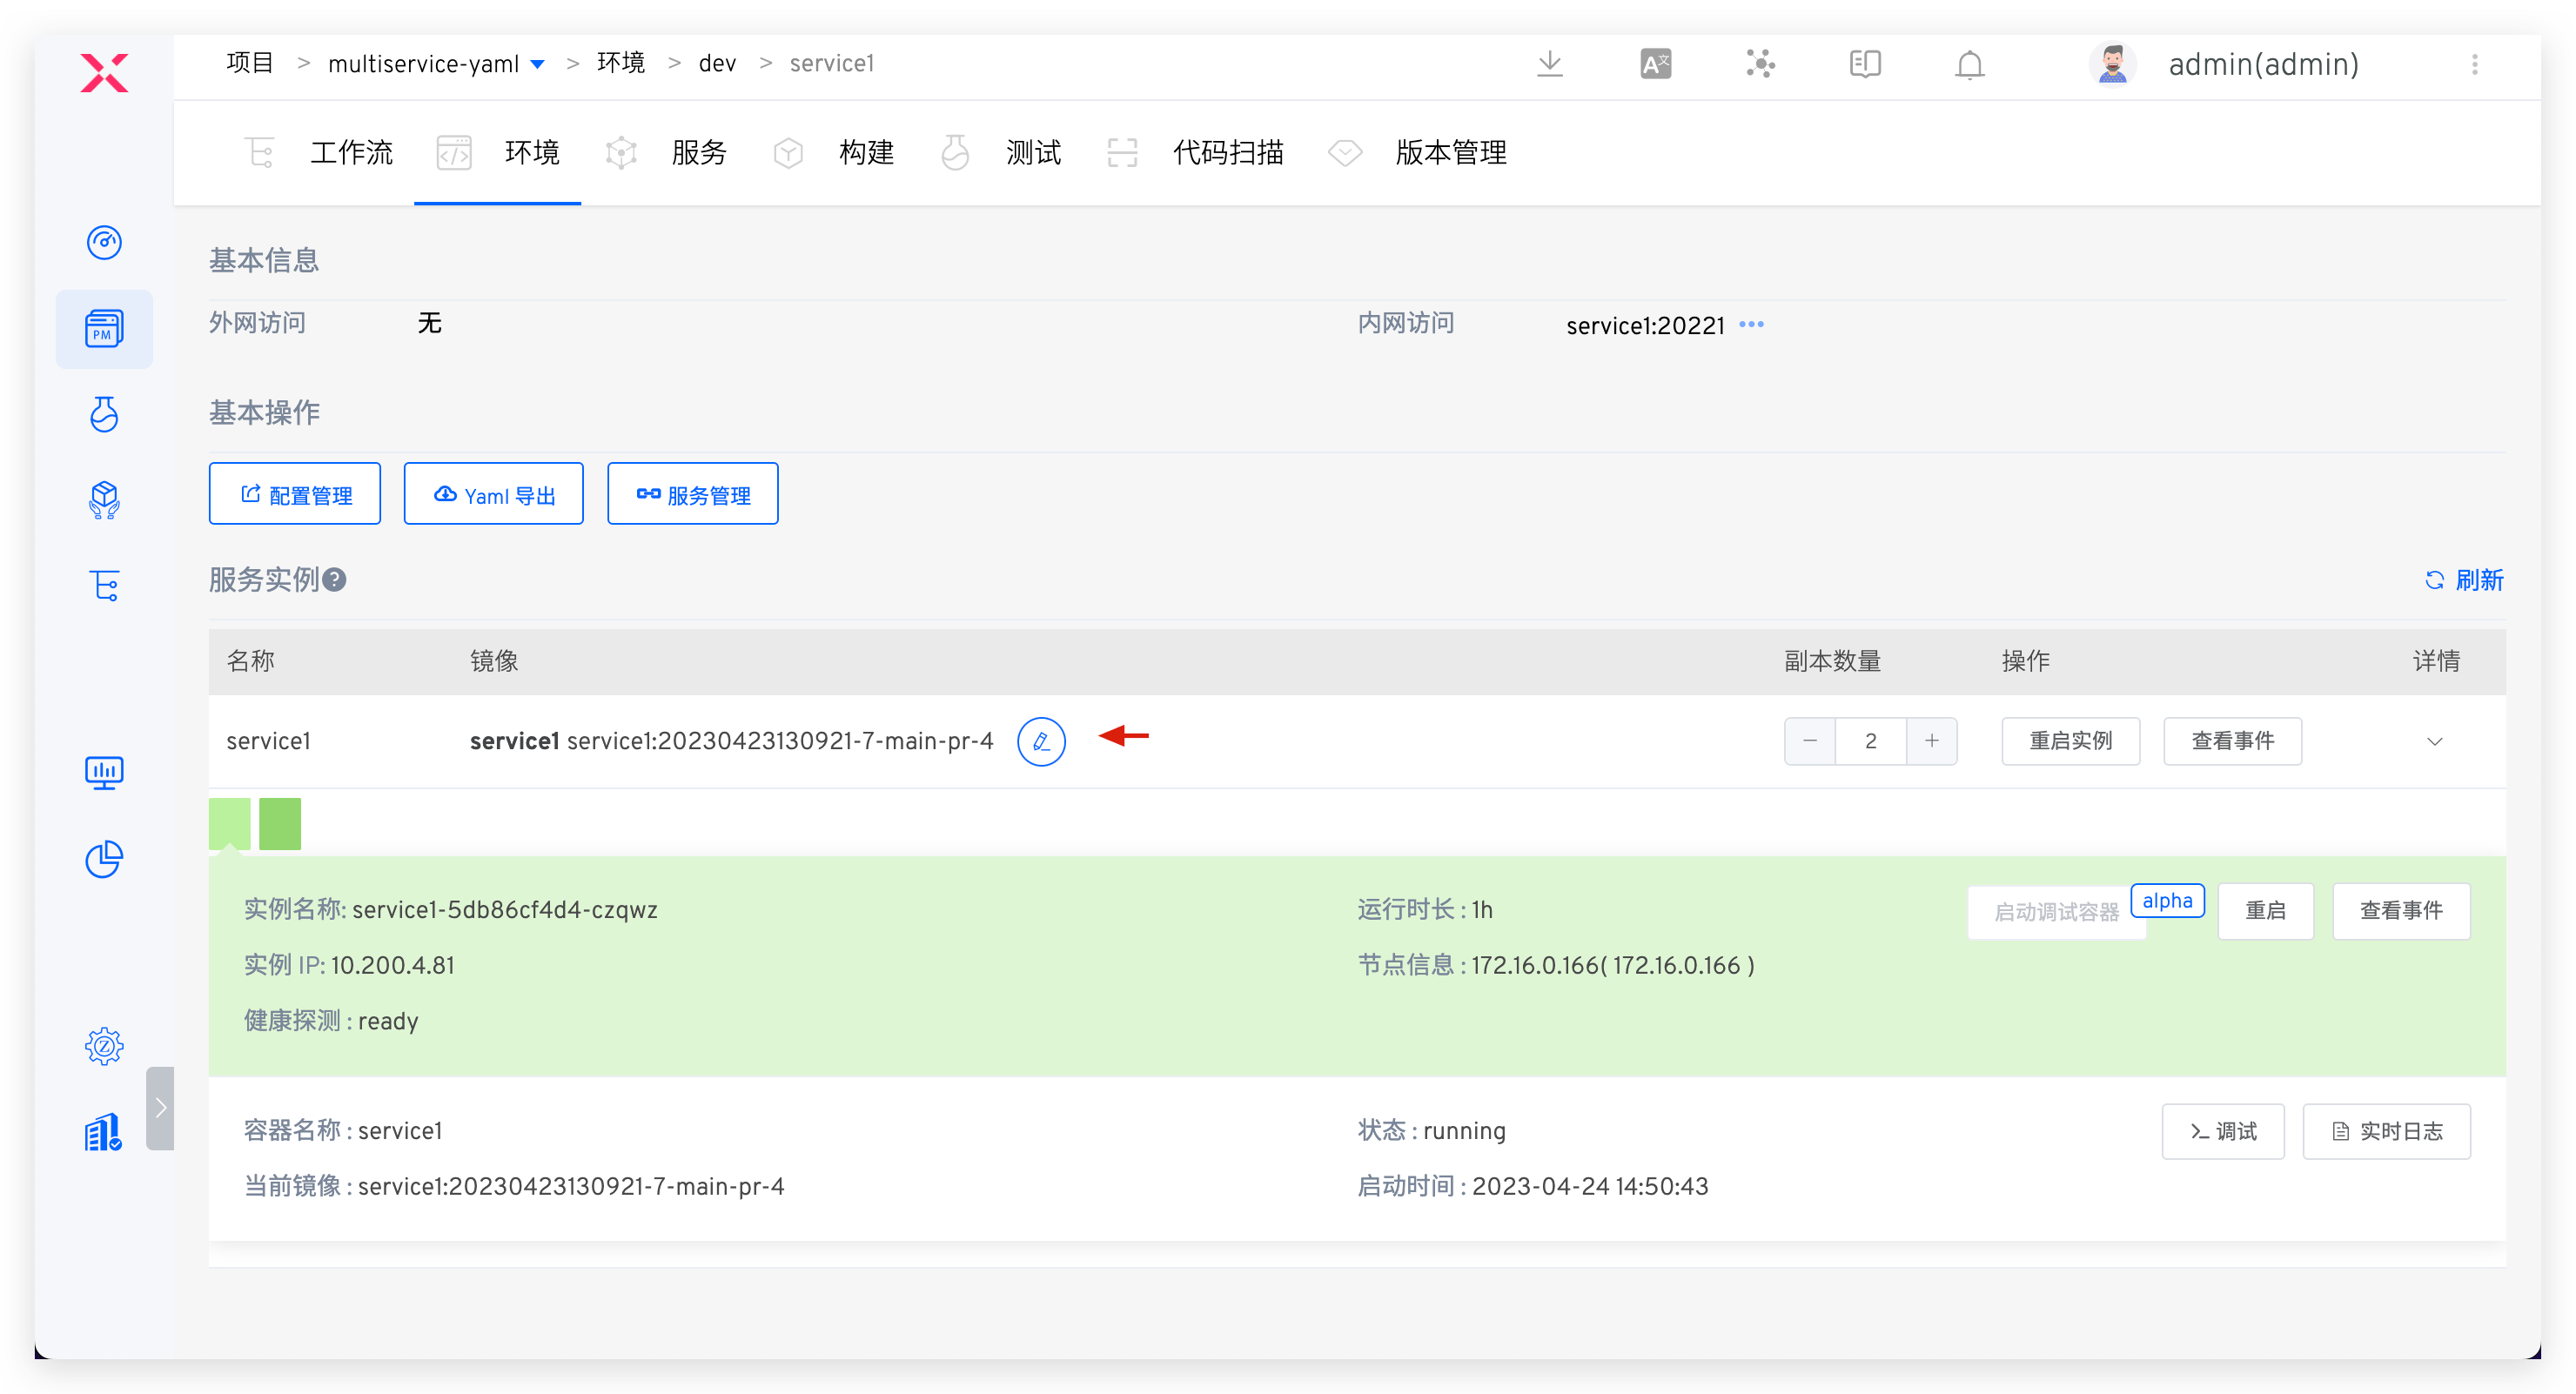 项目 > multiservice-yaml > 环境 > dev > service1
A文
admin(admin)
工作流 环境 服务 构建 测试 代码扫描 版本管理
PM
基本信息
外网访问 无 内网访问 service1:20221 •••
基本操作
配置管理 Yaml 导出 服务管理
服务实例? 刷新
名称 镜像 副本数量 操作 详情
service1 service1 service1:20230423130921-7-main-pr-4 − 2 + 重启实例 查看事件
实例名称: service1-5db86cf4d4-czqwz 运行时长 : 1h 启动调试容器 alpha 重启 查看事件
实例 IP: 10.200.4.81 节点信息 : 172.16.0.166( 172.16.0.166 )
健康探测 : ready
Z
容器名称 : service1 状态 : running >_ 调试 实时日志
当前镜像 : service1:20230423130921-7-main-pr-4 启动时间 : 2023-04-24 14:50:43